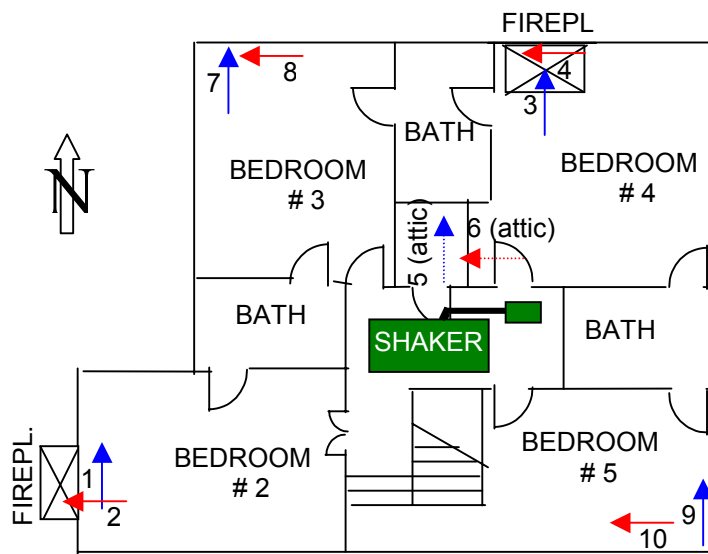 FIREPL
7
8
4
3
BATH
BEDROOM
# 3
BEDROOM
# 4
N
5 (attic)
6 (attic)
BATH
SHAKER
BATH
FIREPL.
1
2
BEDROOM
# 2
BEDROOM
# 5
9
10